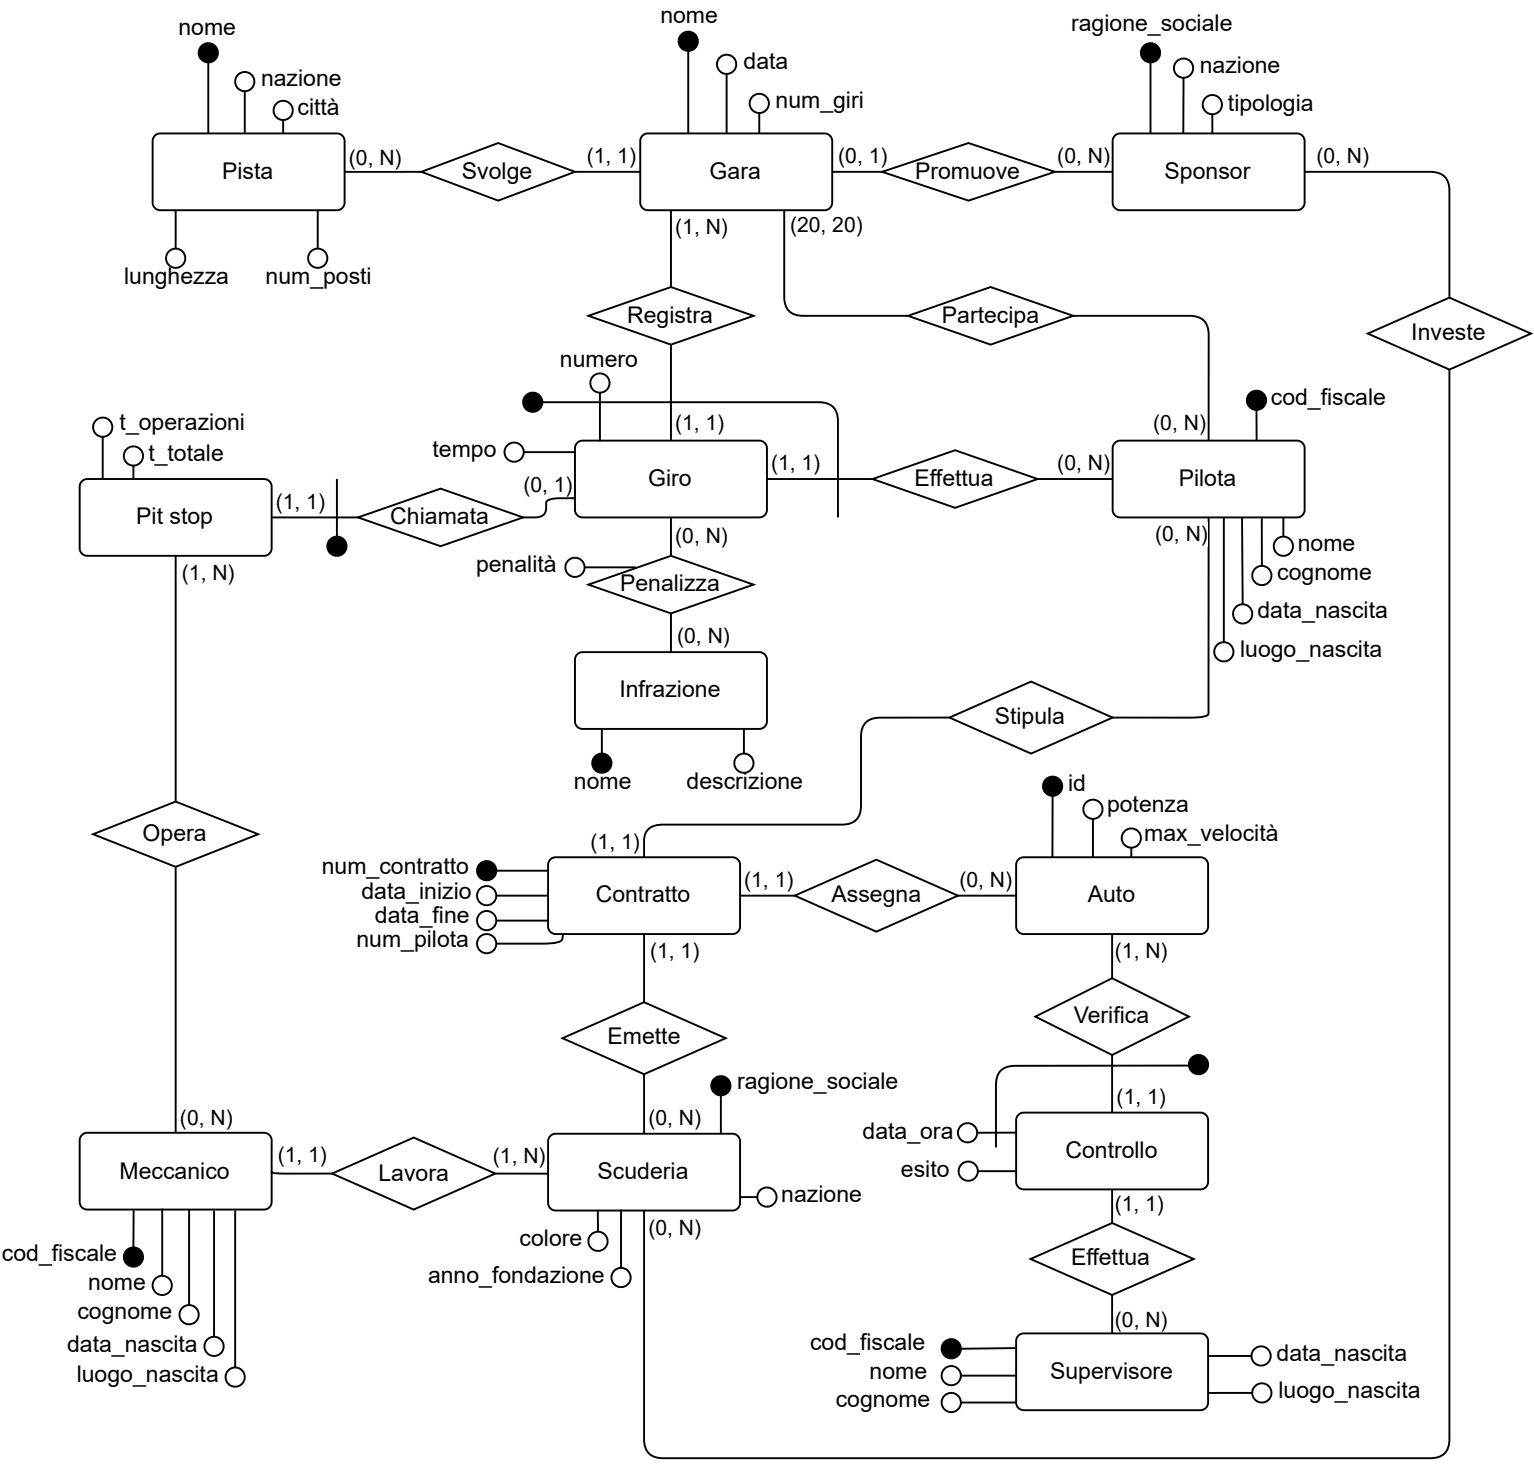 nome
nome
ragione_sociale
data
nazione
nazione
num_giri
tipologia
città
Pista
(0, N)
Svolge
(1, 1)
Gara
(0, 1)
Promuove
(0, N)
Sponsor
(0, N)
lunghezza
num_posti
(1, N)
(20, 20)
Registra
Partecipa
Investe
numero
cod_fiscale
t_operazioni
t_totale
tempo
(1, 1)
(0, N)
Giro
(1, 1)
Effettua
(0, N)
Pilota
Pit stop
(1, 1)
Chiamata
(0, 1)
(1, N)
(0, N)
(0, N)
nome
cognome
data_nascita
luogo_nascita
penalità
Penalizza
(0, N)
Infrazione
nome
descrizione
Stipula
id
potenza
max_velocità
Opera
(1, 1)
num_contratto
data_inizio
data_fine
num_pilota
Contratto
(1, 1)
Assegna
(0, N)
Auto
(1, 1)
(1, N)
Emette
Verifica
ragione_sociale
(0, N)
(0, N)
(1, 1)
Meccanico
(1, 1)
Lavora
(1, N)
Scuderia
nazione
data_ora
esito
Controllo
(1, 1)
cod_fiscale
nome
cognome
data_nascita
luogo_nascita
colore
anno_fondazione
(0, N)
Effettua
(0, N)
cod_fiscale
nome
cognome
Supervisore
data_nascita
luogo_nascita